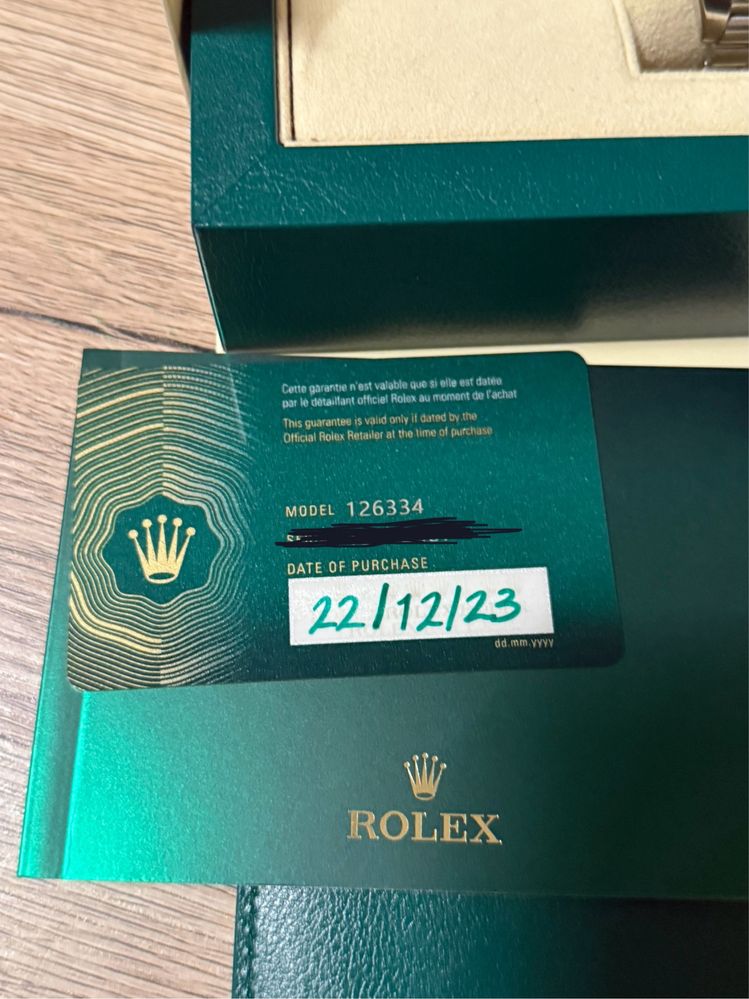 Cette garantie n'est valable que si elle est datée
par le détaillant officiel Rolex au moment de l'achat
This guarantee is valid only if dated by the
Official Rolex Retailer at the time of purchase
MODEL 126334
DATE OF PURCHASE
22/12/23
dd.mm.yyyy
ROLEX